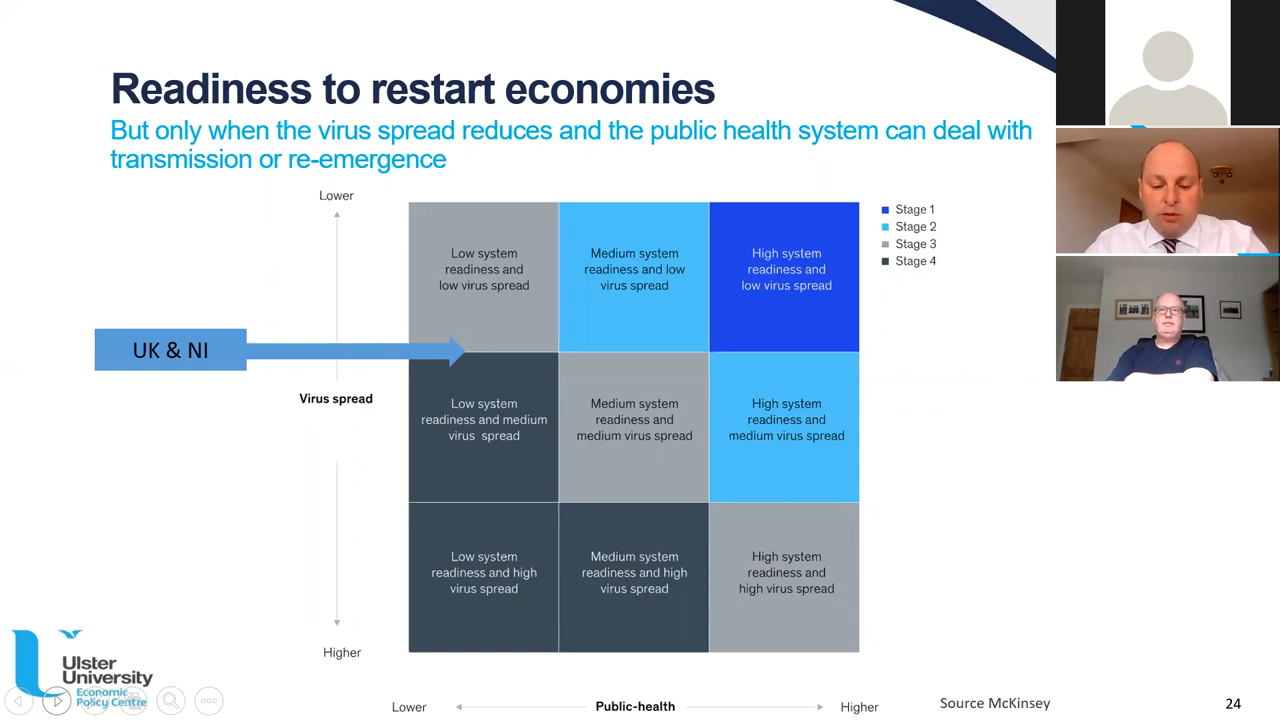 Readiness to restart economies
But only when the virus spread reduces and the public health system can deal with
transmission or re-emergence
Lower
Low system
readiness and
low virus spread
Medium system
readiness and low
virus spread
High system
readiness and
low virus spread
Stage 1
Stage 2
Stage 3
Stage 4
UK & NI
Virus spread
Low system
readiness and medium
virus spread
Medium system
readiness and
medium virus spread
High system
readiness and
medium virus spread
Low system
readiness and high
virus spread
Medium system
readiness and high
virus spread
High system
readiness and
high virus spread
Higher
Ulster
University
Economic
Policy Centre
Lower
Public-health
Higher
Source McKinsey
24